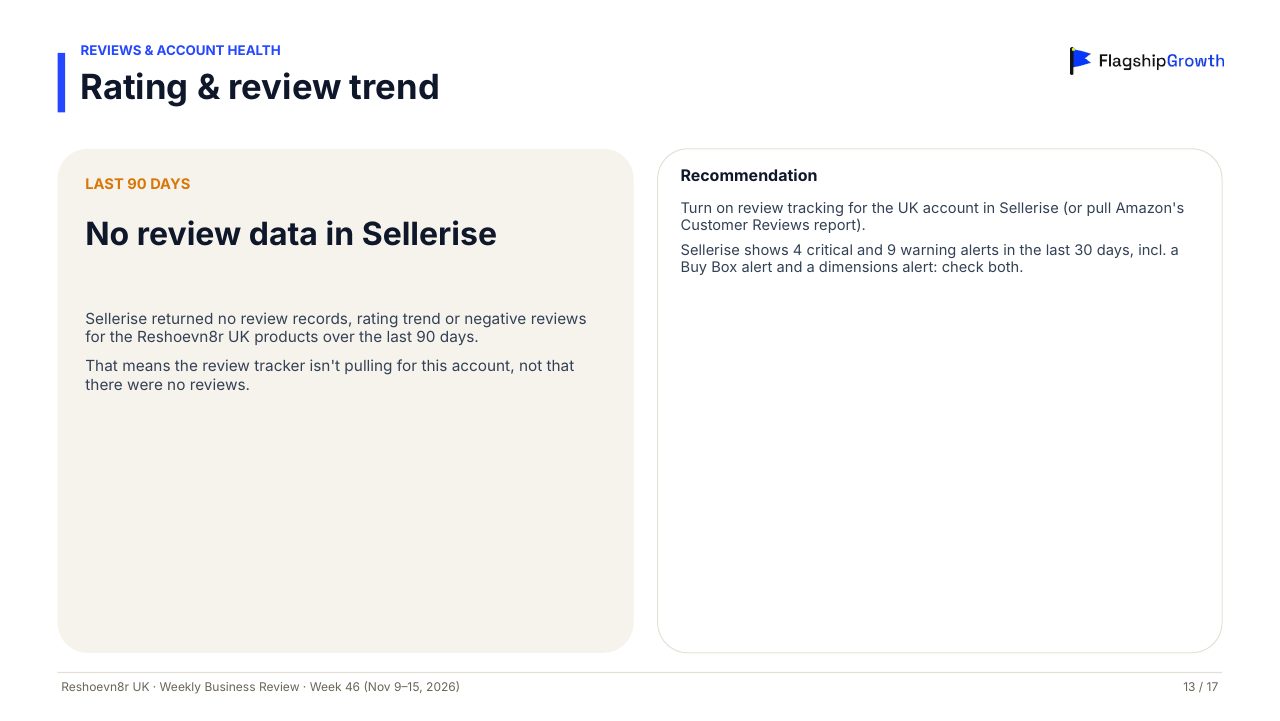 REVIEWS & ACCOUNT HEALTH
Rating & review trend
FlagshipGrowth
LAST 90 DAYS
No review data in Sellerise
Sellerise returned no review records, rating trend or negative reviews
for the Reshoevn8r UK products over the last 90 days.
That means the review tracker isn't pulling for this account, not that
there were no reviews.
Recommendation
Turn on review tracking for the UK account in Sellerise (or pull Amazon's
Customer Reviews report).
Sellerise shows 4 critical and 9 warning alerts in the last 30 days, incl. a
Buy Box alert and a dimensions alert: check both.
Reshoevn8r UK · Weekly Business Review · Week 46 (Nov 9–15, 2026)
13 / 17